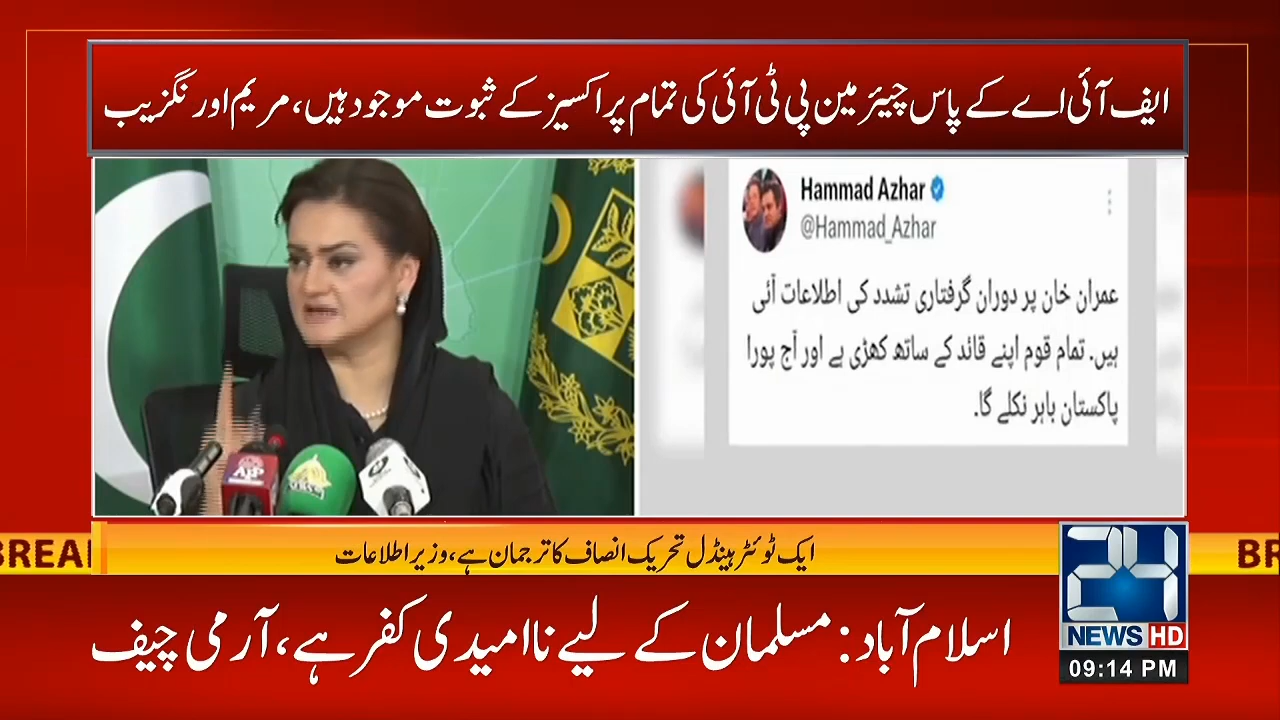 ایف آئی اے کے پاس چیئرمین پی ٹی آئی کی تمام پراکسیز کے ثبوت موجود ہیں، مریم اورنگزیب
Hammad Azhar
@Hammad_Azhar
عمران خان پر دوران گرفتاری تشدد کی اطلاعات آئی
ہیں۔ تمام قوم اپنے قائد کے ساتھ کھڑی ہے اور آج پورا
پاکستان باہر نکلے گا۔
AbP
BREA
ایک ٹوئٹر ہینڈل تحریک انصاف کا ترجمان ہے، وزیر اطلاعات
BR
24
NEWS HD
09:14 PM
اسلام آباد: مسلمان کے لیے ناامیدی کفر ہے، آرمی چیف